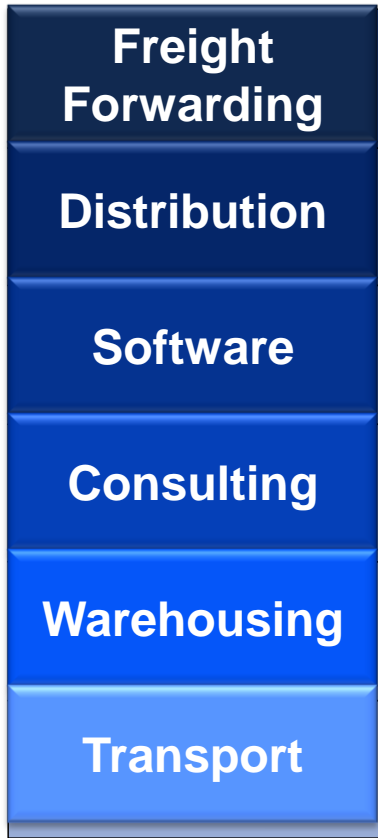 Freight
Forwarding
Distribution
Software
Consulting
Warehousing
Transport